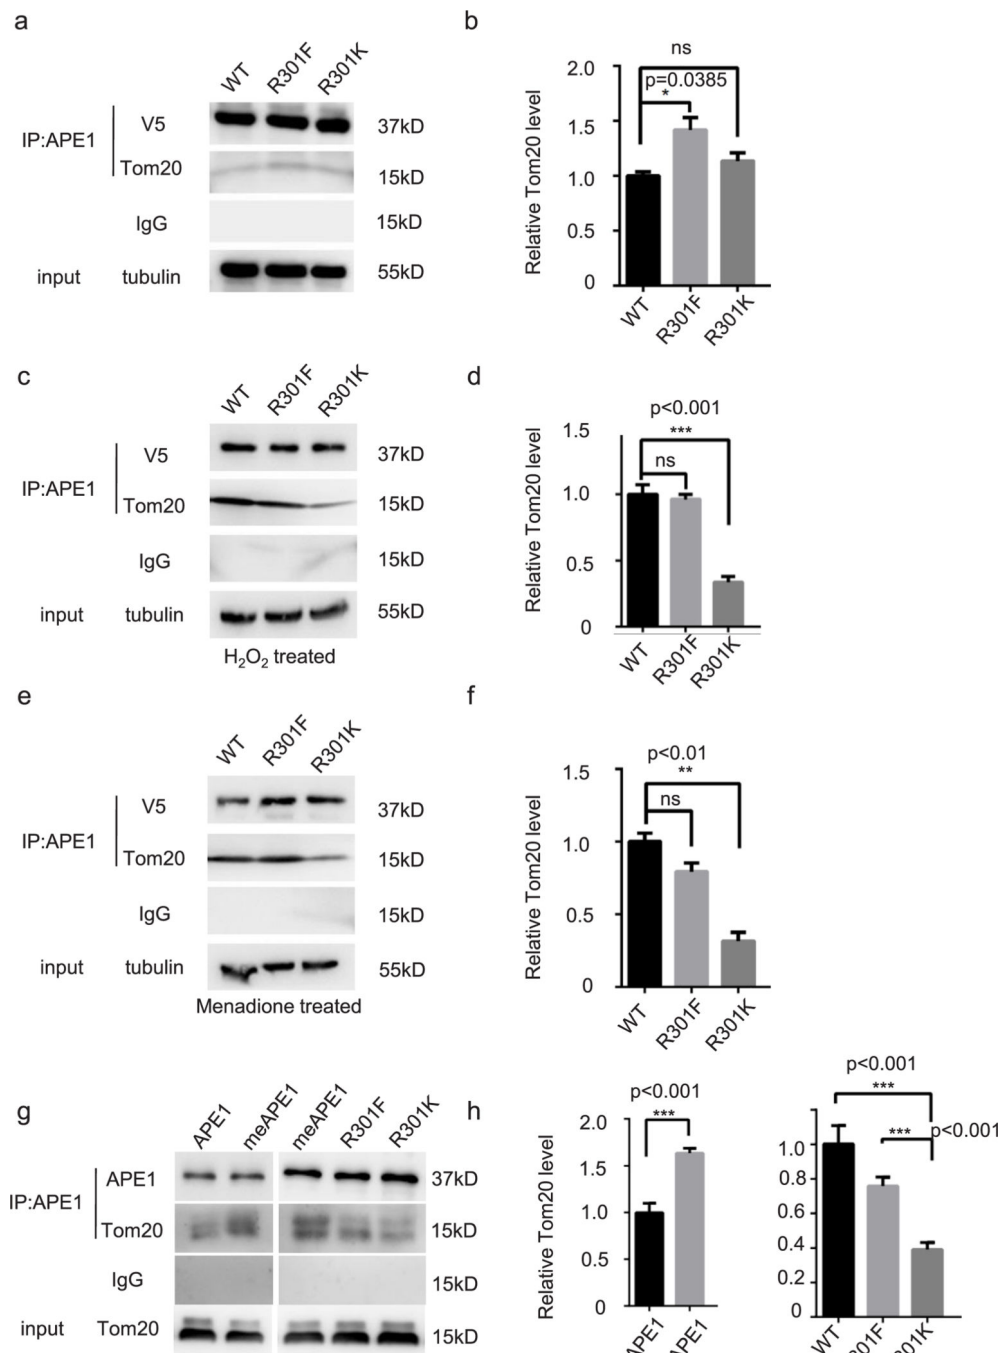 a
WT R301F R301K
IP:APE1
V5 37kD
Tom20 15kD
IgG 15kD
input tubulin 55kD
b
ns
p=0.0385
*
Relative Tom20 level
2.0
1.5
1.0
0.5
0
WT R301F R301K
c
WT R301F R301K
IP:APE1
V5 37kD
Tom20 15kD
IgG 15kD
input tubulin 55kD
H₂O₂ treated
d
p<0.001
***
ns
Relative Tom20 level
1.5
1.0
0.5
0
WT R301F R301K
e
WT R301F R301K
IP:APE1
V5 37kD
Tom20 15kD
IgG 15kD
input tubulin 55kD
Menadione treated
f
p<0.01
**
ns
Relative Tom20 level
1.5
1.0
0.5
0
WT R301F R301K
g
APE1 meAPE1 meAPE1 R301F R301K
IP:APE1
APE1 37kD
Tom20 15kD
IgG 15kD
input Tom20 15kD
h
p<0.001
***
Relative Tom20 level
2.0
1.5
1.0
0.5
0
APE1 APE1
p<0.001
***
*** p<0.001
1.0
0.8
0.6
0.4
0.2
0
WT 301F 301K